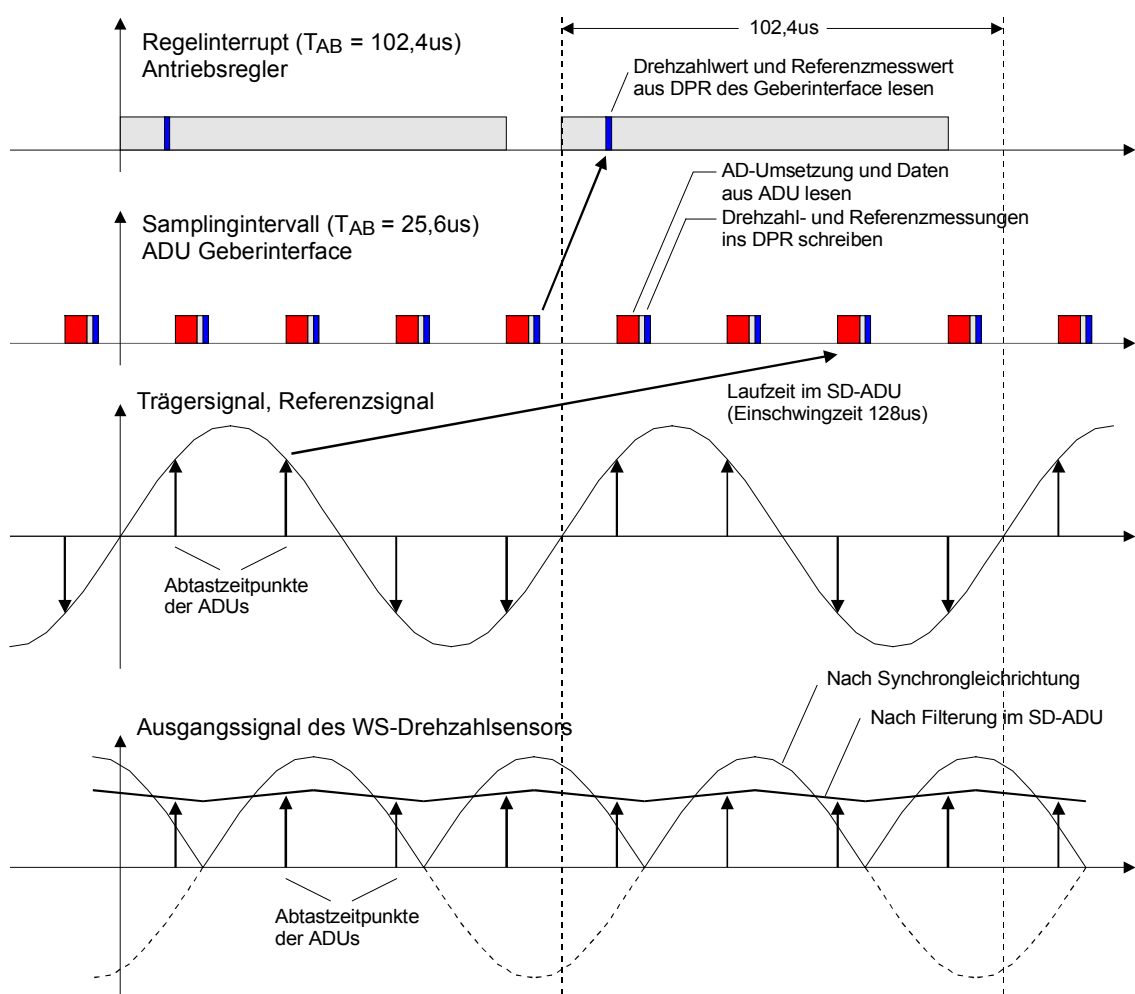 Regelinterrupt (TAB = 102,4us)
Antriebsregler
102,4us
Drehzahlwert und Referenzmesswert
aus DPR des Geberinterface lesen
AD-Umsetzung und Daten
aus ADU lesen
Samplingintervall (TAB = 25,6us)
ADU Geberinterface
Drehzahl- und Referenzmessungen
ins DPR schreiben
Laufzeit im SD-ADU
(Einschwingzeit 128us)
Trägersignal, Referenzsignal
Abtastzeitpunkte
der ADUs
Nach Synchrongleichrichtung
Nach Filterung im SD-ADU
Ausgangssignal des WS-Drehzahlsensors
Abtastzeitpunkte
der ADUs